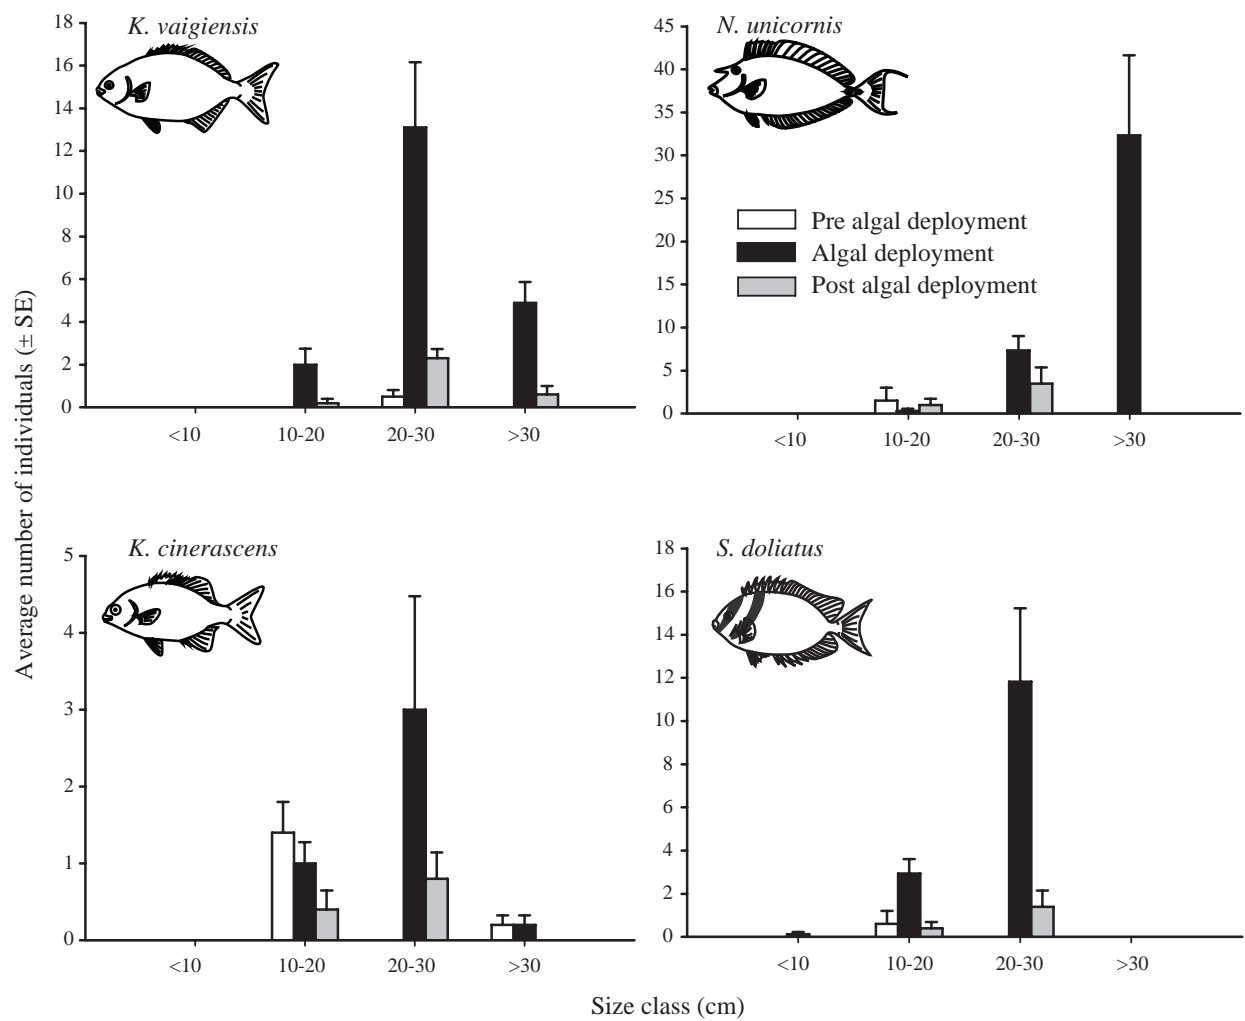 K. vaigiensis
18
16
14
12
10
8
6
4
2
0
<10 10-20 20-30 >30
N. unicornis
45
40
35
30
25
20
15
10
5
0
Pre algal deployment
Algal deployment
Post algal deployment
<10 10-20 20-30 >30
Average number of individuals (± SE)
K. cinerascens
5
4
3
2
1
0
<10 10-20 20-30 >30
S. doliatus
18
16
14
12
10
8
6
4
2
0
<10 10-20 20-30 >30
Size class (cm)